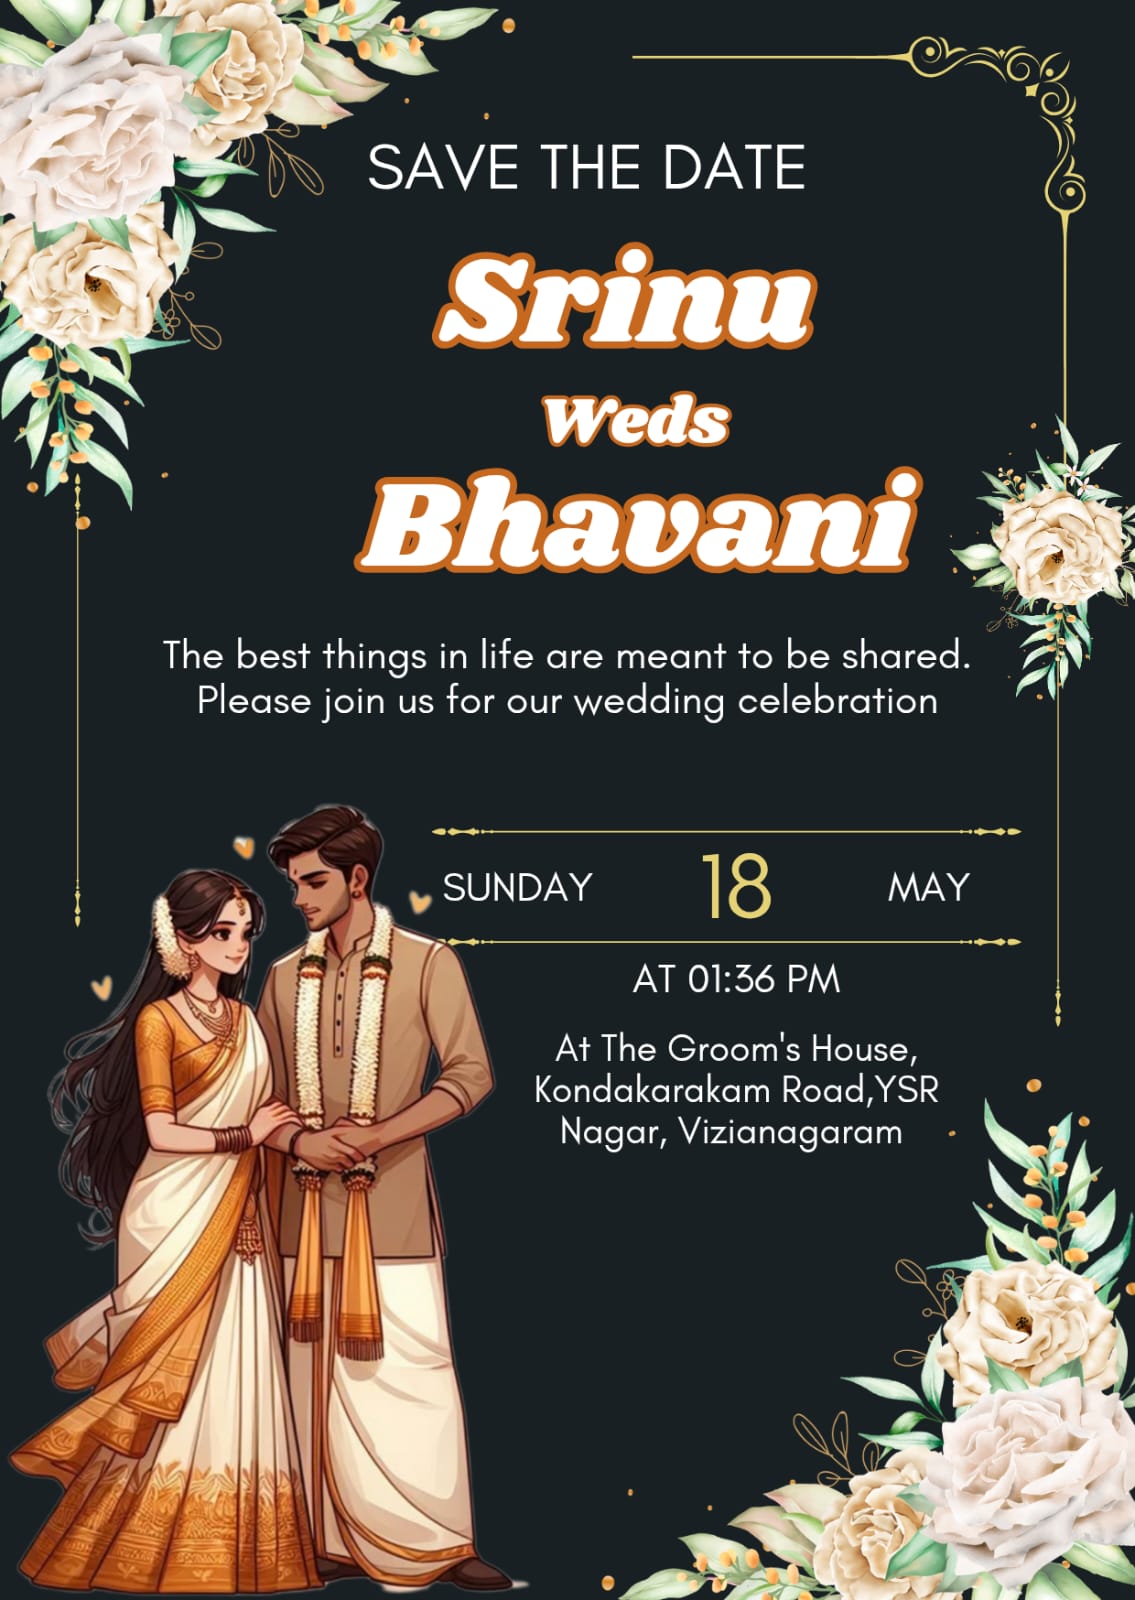 SAVE THE DATE
Srinu
Weds
Bhavani
The best things in life are meant to be shared.
Please join us for our wedding celebration
SUNDAY 18 MAY
AT 01:36 PM
At The Groom's House,
Kondakarakam Road,YSR
Nagar, Vizianagaram